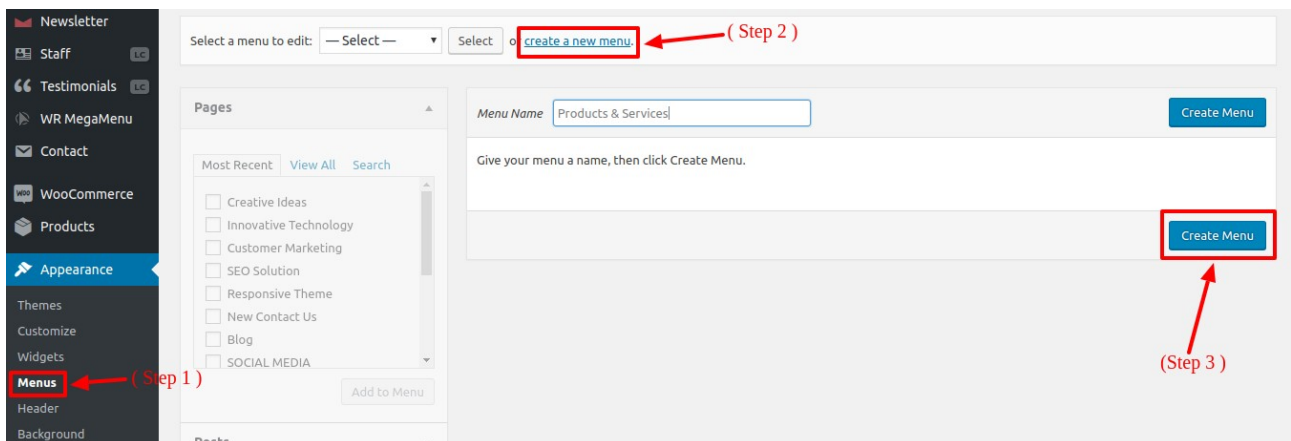 Newsletter
Staff LC
Testimonials LC
WR MegaMenu
Contact
WooCommerce
Products
Appearance
Themes
Customize
Widgets
Menus
Header
Background
( Step 1 )
Select a menu to edit: — Select — Select or create a new menu.
( Step 2 )
Pages
Most Recent View All Search
Creative Ideas
Innovative Technology
Customer Marketing
SEO Solution
Responsive Theme
New Contact Us
Blog
SOCIAL MEDIA
Add to Menu
Posts
Menu Name Products & Services Create Menu
Give your menu a name, then click Create Menu.
Create Menu
(Step 3 )